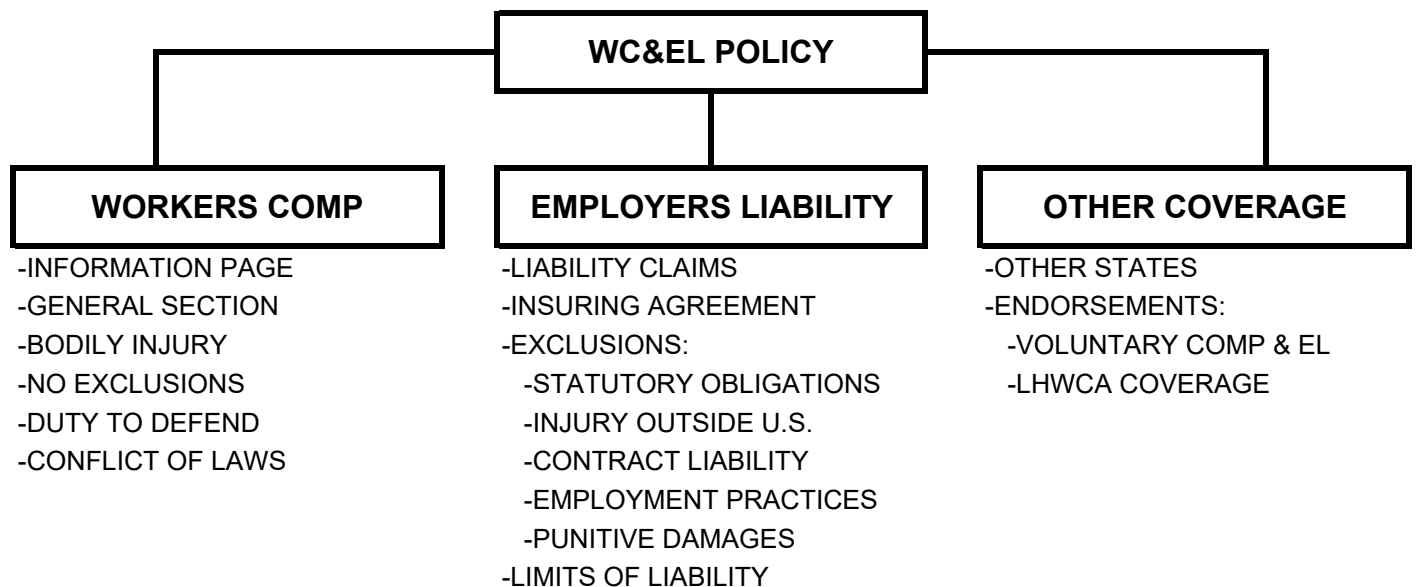 WC&EL POLICY
WORKERS COMP
-INFORMATION PAGE
-GENERAL SECTION
-BODILY INJURY
-NO EXCLUSIONS
-DUTY TO DEFEND
-CONFLICT OF LAWS
EMPLOYERS LIABILITY
-LIABILITY CLAIMS
-INSURING AGREEMENT
-EXCLUSIONS:
-STATUTORY OBLIGATIONS
-INJURY OUTSIDE U.S.
-CONTRACT LIABILITY
-EMPLOYMENT PRACTICES
-PUNITIVE DAMAGES
-LIMITS OF LIABILITY
OTHER COVERAGE
-OTHER STATES
-ENDORSEMENTS:
-VOLUNTARY COMP & EL
-LHWCA COVERAGE